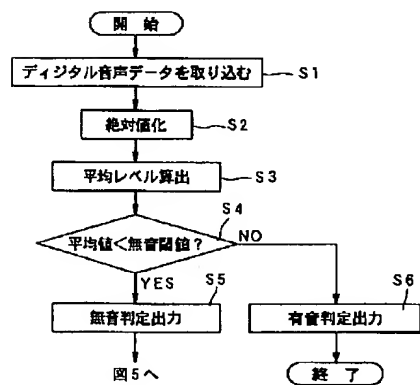 開 始
ディジタル音声データを取り込む
S1
絶対値化
S2
平均レベル算出
S3
S4
平均値<無音閾値?
NO
YES
S5
無音判定出力
S6
有音判定出力
図5へ
終 了